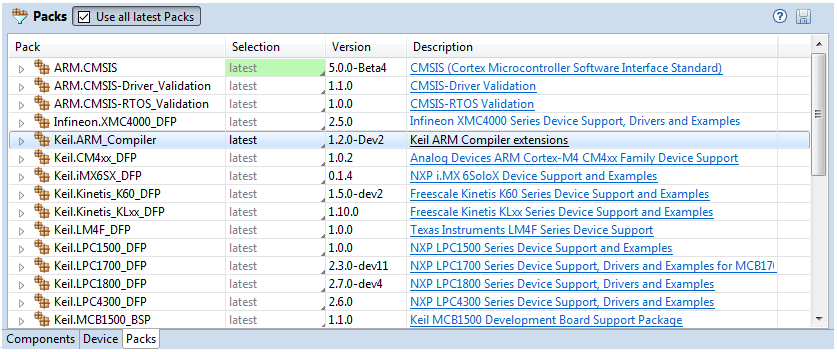 Packs Use all latest Packs
Pack Selection Version Description
ARM.CMSIS latest 5.0.0-Beta4 CMSIS (Cortex Microcontroller Software Interface Standard)
ARM.CMSIS-Driver_Validation latest 1.1.0 CMSIS-Driver Validation
ARM.CMSIS-RTOS_Validation latest 1.0.0 CMSIS-RTOS Validation
Infineon.XMC4000_DFP latest 2.5.0 Infineon XMC4000 Series Device Support, Drivers and Examples
Keil.ARM_Compiler latest 1.2.0-Dev2 Keil ARM Compiler extensions
Keil.CM4xx_DFP latest 1.0.2 Analog Devices ARM Cortex-M4 CM4xx Family Device Support
Keil.iMX6SX_DFP latest 0.1.4 NXP i.MX 6SoloX Device Support and Examples
Keil.Kinetis_K60_DFP latest 1.5.0-dev2 Freescale Kinetis K60 Series Device Support and Examples
Keil.Kinetis_KLxx_DFP latest 1.10.0 Freescale Kinetis KLxx Series Device Support and Examples
Keil.LM4F_DFP latest 1.0.0 Texas Instruments LM4F Series Device Support
Keil.LPC1500_DFP latest 1.0.0 NXP LPC1500 Series Device Support and Examples
Keil.LPC1700_DFP latest 2.3.0-dev11 NXP LPC1700 Series Device Support, Drivers and Examples for MCB17
Keil.LPC1800_DFP latest 2.7.0-dev4 NXP LPC1800 Series Device Support, Drivers and Examples
Keil.LPC4300_DFP latest 2.6.0 NXP LPC4300 Series Device Support, Drivers and Examples
Keil.MCB1500_BSP latest 1.1.0 Keil MCB1500 Development Board Support Package
Components Device Packs